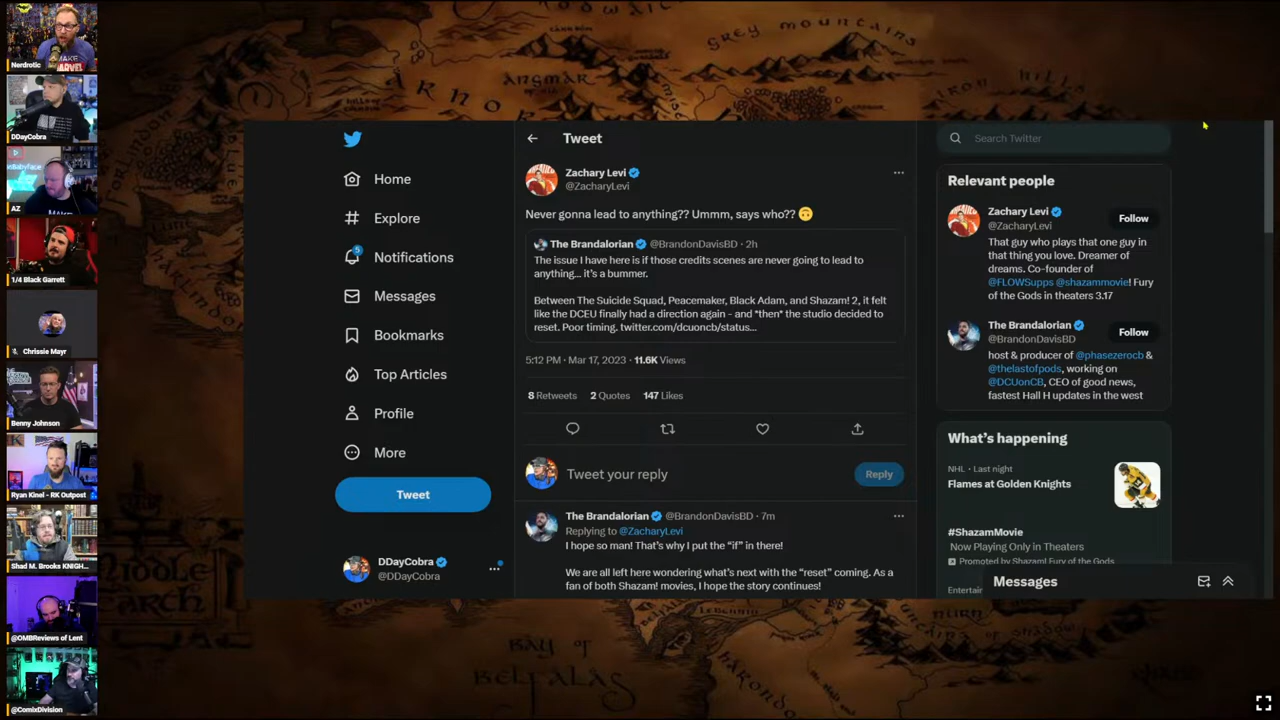 Nerdrotic
DDayCobra
AZ
1/4 Black Garrett
Chrissie Mayr
Benny Johnson
Ryan Kinel - RK Outpost
Shad M. Brooks KNIGH..
@OMBReviews of Lent
@ComixDivision
GREY MOUNTAINS
ANGMAR
Home
Explore
5
Notifications
Messages
Bookmarks
Top Articles
Profile
More
Tweet
DDayCobra
@DDayCobra
Tweet
Zachary Levi
@ZacharyLevi
Never gonna lead to anything?? Ummm, says who?? 🙃
The Brandalorian @BrandonDavisBD · 2h
The issue I have here is if those credits scenes are never going to lead to
anything... it's a bummer.
Between The Suicide Squad, Peacemaker, Black Adam, and Shazam! 2, it felt
like the DCEU finally had a direction again - and *then* the studio decided to
reset. Poor timing. twitter.com/dcuoncb/status...
5:12 PM · Mar 17, 2023 · 11.6K Views
8 Retweets 2 Quotes 147 Likes
Tweet your reply
Reply
The Brandalorian @BrandonDavisBD · 7m
Replying to @ZacharyLevi
I hope so man! That's why I put the "if" in there!
We are all left here wondering what's next with the "reset" coming. As a
fan of both Shazam! movies, I hope the story continues!
Search Twitter
Relevant people
Zachary Levi
@ZacharyLevi
Follow
That guy who plays that one guy in
that thing you love. Dreamer of
dreams. Co-founder of
@FLOWSupps @shazammovie! Fury
of the Gods in theaters 3.17
The Brandalorian
@BrandonDavisBD
Follow
host & producer of @phasezerocb &
@thelastofpods, working on
@DCUonCB, CEO of good news,
fastest Hall H updates in the west
What's happening
NHL · Last night
Flames at Golden Knights
#ShazamMovie
Now Playing Only in Theaters
Promoted by Shazam! Fury of the Gods
Entertain
Messages
MIDDLE
EARTH
BAY OF
BELFALAS